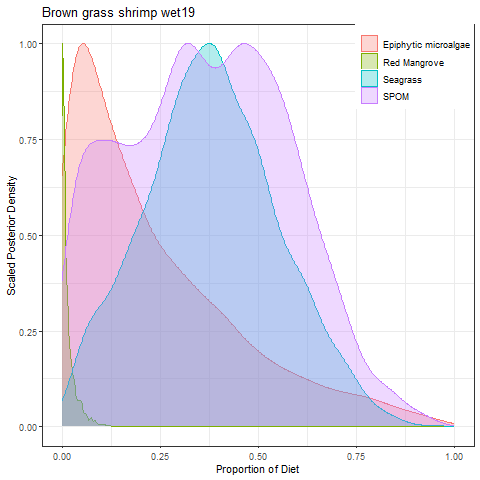 Brown grass shrimp wet19
Epiphytic microalgae
Red Mangrove
Seagrass
SPOM
1.00
0.75
0.50
0.25
0.00
Scaled Posterior Density
0.00 0.25 0.50 0.75 1.00
Proportion of Diet